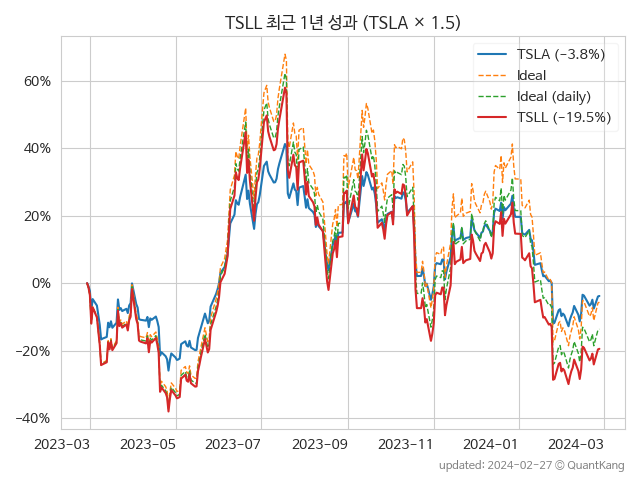 TSLL 최근 1년 성과 (TSLA × 1.5)
TSLA (−3.8%)
Ideal
Ideal (daily)
TSLL (−19.5%)
60%
40%
20%
0%
−20%
−40%
2023−03 2023−05 2023−07 2023−09 2023−11 2024−01 2024−03
updated: 2024-02-27 © QuantKang